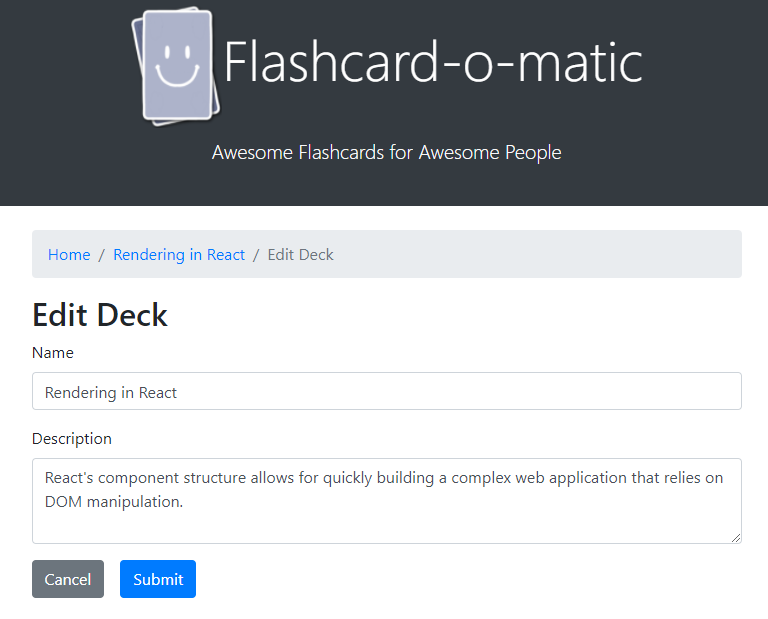 Flashcard-o-matic
Awesome Flashcards for Awesome People
Home / Rendering in React / Edit Deck
Edit Deck
Name
Rendering in React
Description
React's component structure allows for quickly building a complex web application that relies on
DOM manipulation.
Cancel Submit